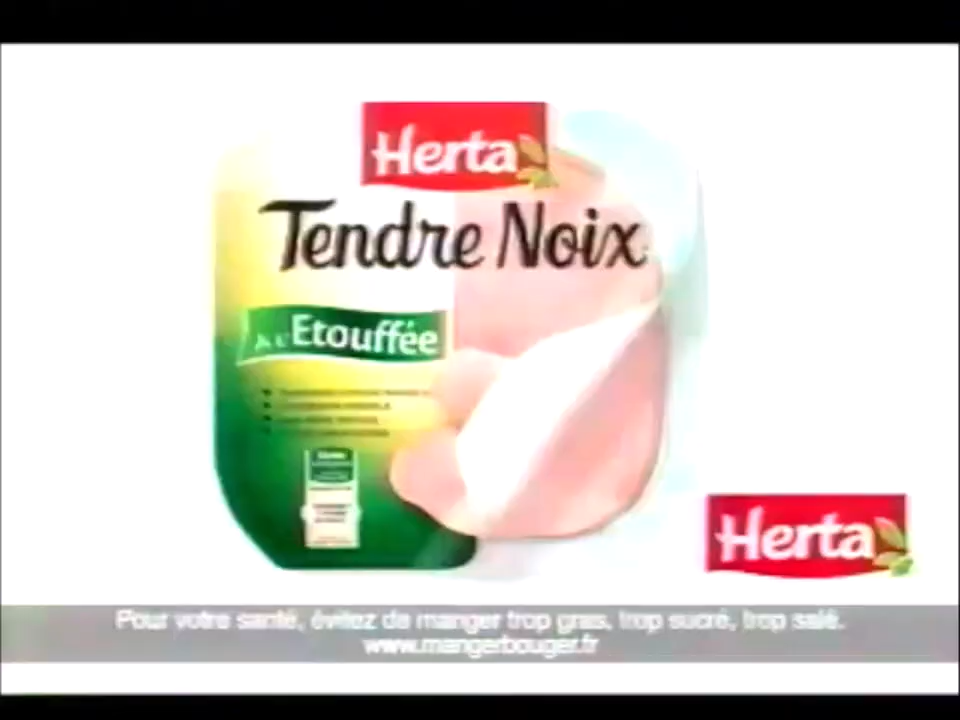 Herta
Tendre Noix
à l'Etouffée
Herta
Pour votre santé, évitez de manger trop gras, trop sucré, trop salé.
www.mangerbouger.fr